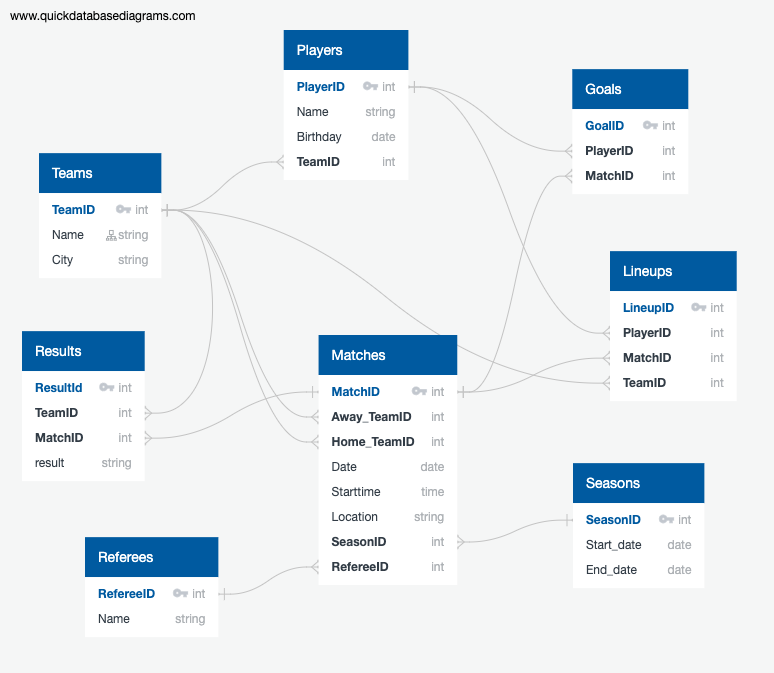 www.quickdatabasediagrams.com
Players
PlayerID int
Name string
Birthday date
TeamID int
Goals
GoalID int
PlayerID int
MatchID int
Teams
TeamID int
Name string
City string
Lineups
LineupID int
PlayerID int
MatchID int
TeamID int
Results
ResultId int
TeamID int
MatchID int
result string
Matches
MatchID int
Away_TeamID int
Home_TeamID int
Date date
Starttime time
Location string
SeasonID int
RefereeID int
Seasons
SeasonID int
Start_date date
End_date date
Referees
RefereeID int
Name string